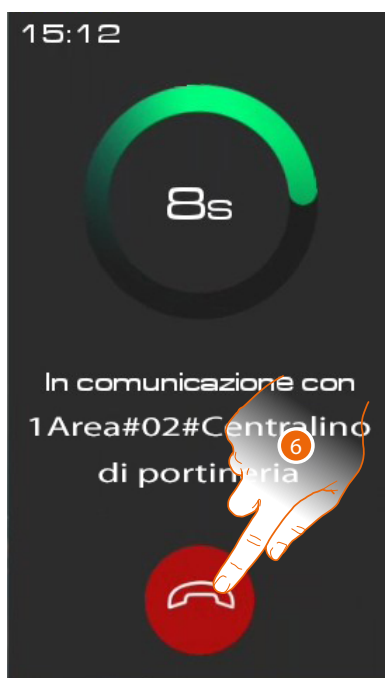 15:12
8s
In comunicazione con
1Area#02#Centralino
6
di portineria